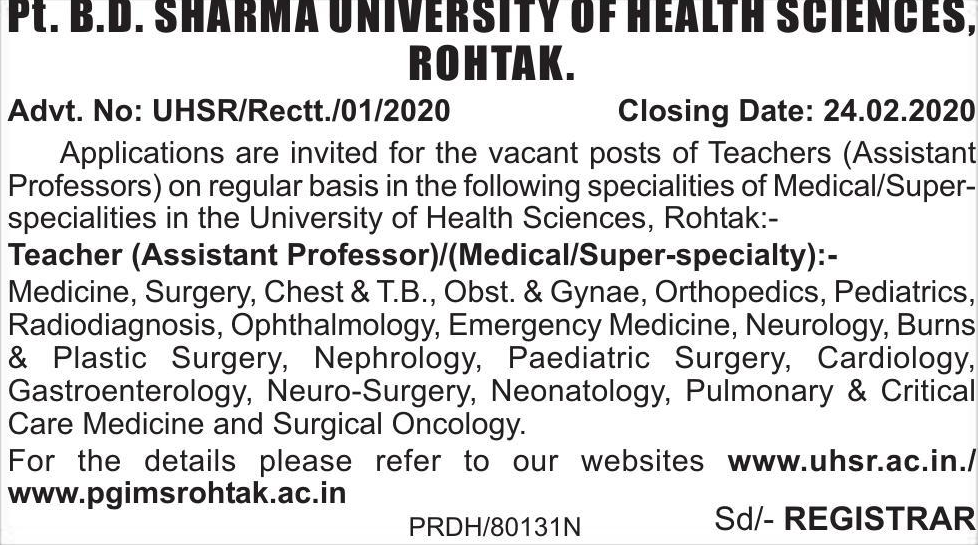 Pt. B.D. SHARMA UNIVERSITY OF HEALTH SCIENCES,
ROHTAK.
Advt. No: UHSR/Rectt./01/2020 Closing Date: 24.02.2020
Applications are invited for the vacant posts of Teachers (Assistant
Professors) on regular basis in the following specialities of Medical/Super-
specialities in the University of Health Sciences, Rohtak:-
Teacher (Assistant Professor)/(Medical/Super-specialty):-
Medicine, Surgery, Chest & T.B., Obst. & Gynae, Orthopedics, Pediatrics,
Radiodiagnosis, Ophthalmology, Emergency Medicine, Neurology, Burns
& Plastic Surgery, Nephrology, Paediatric Surgery, Cardiology,
Gastroenterology, Neuro-Surgery, Neonatology, Pulmonary & Critical
Care Medicine and Surgical Oncology.
For the details please refer to our websites www.uhsr.ac.in./
www.pgimsrohtak.ac.in
PRDH/80131N Sd/- REGISTRAR